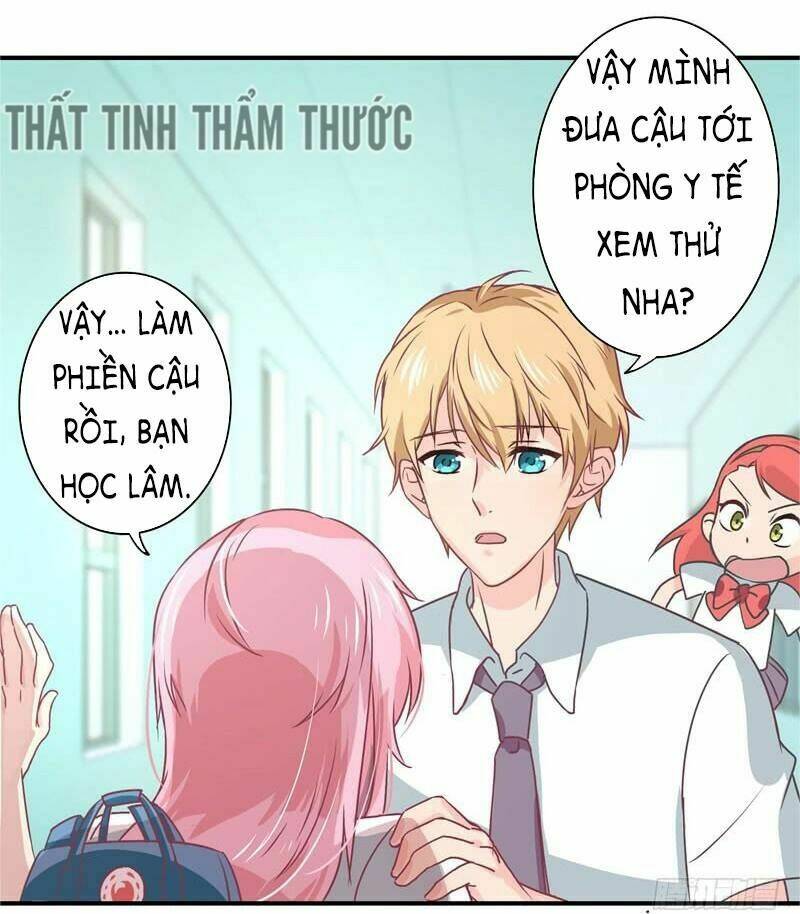 THẤT TINH THẨM THƯỚC
VẬY MÌNH
ĐƯA CẬU TỚI
PHÒNG Y TẾ
XEM THỬ
NHA?
VẬY... LÀM
PHIỀN CẬU
RỒI, BẠN
HỌC LÂM.